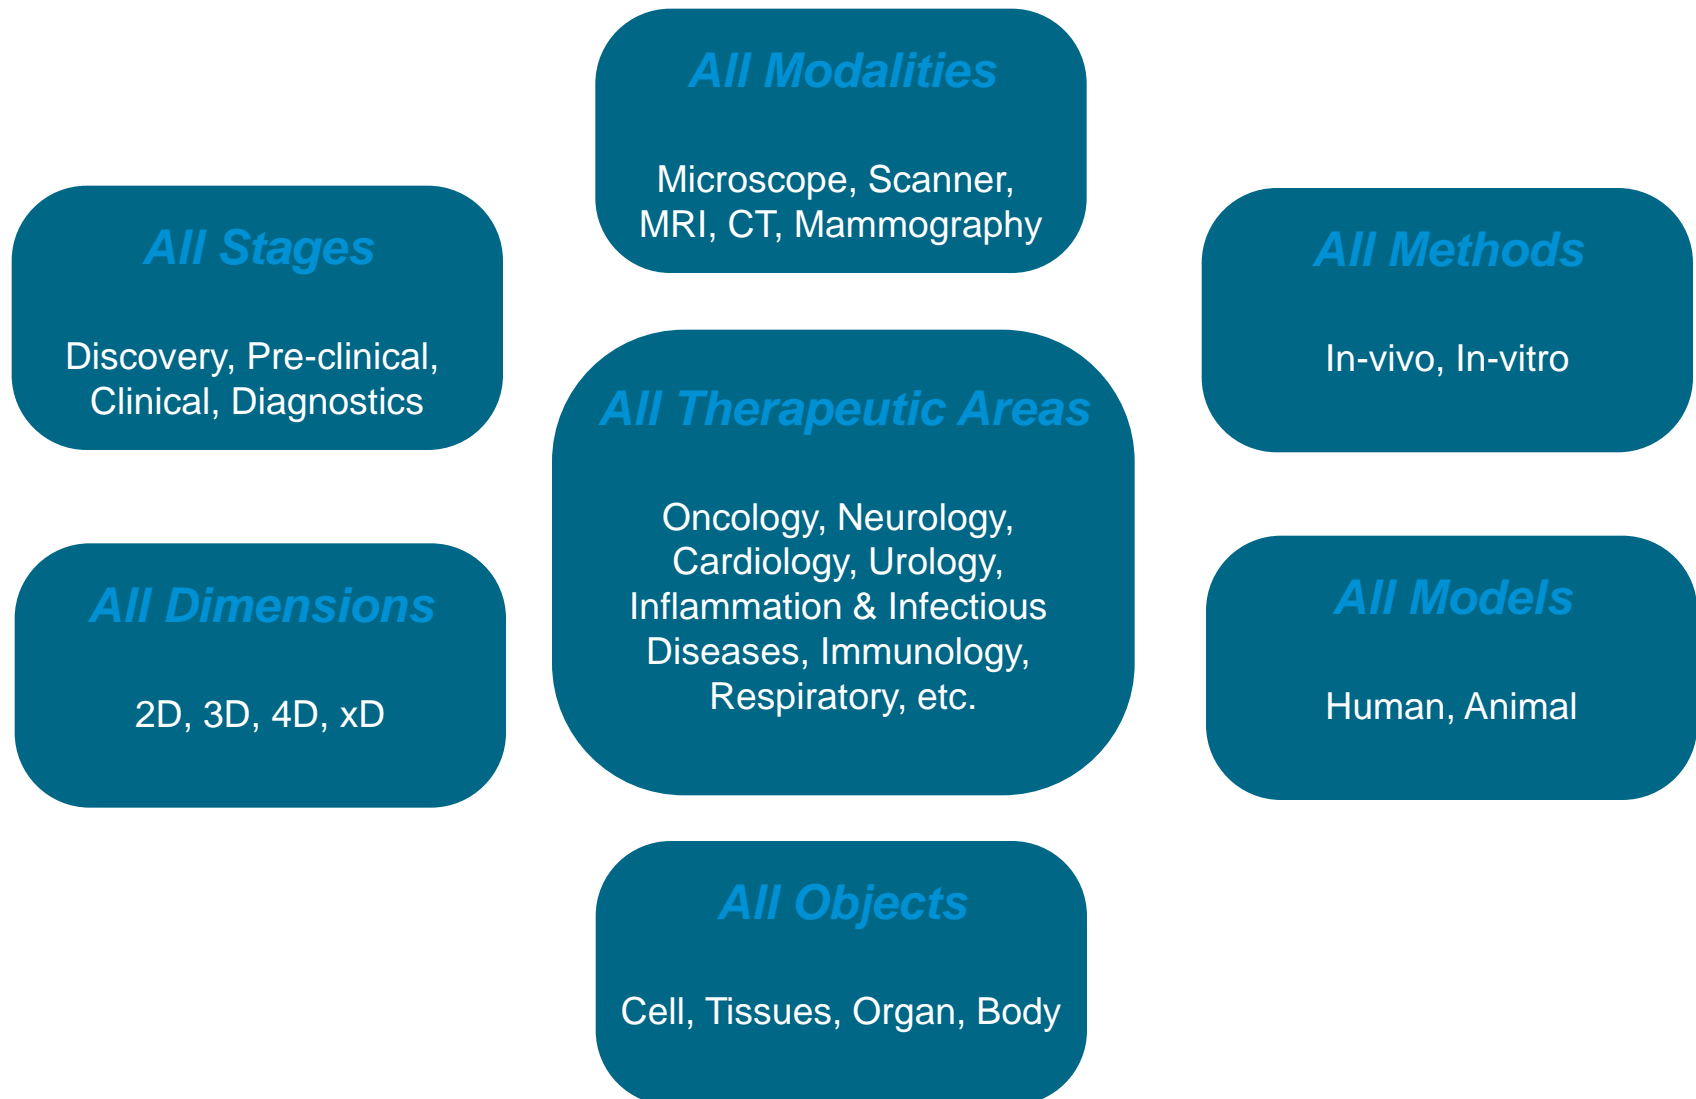 All Modalities
Microscope, Scanner,
MRI, CT, Mammography
All Stages
Discovery, Pre-clinical,
Clinical, Diagnostics
All Methods
In-vivo, In-vitro
All Therapeutic Areas
Oncology, Neurology,
Cardiology, Urology,
Inflammation & Infectious
Diseases, Immunology,
Respiratory, etc.
All Dimensions
2D, 3D, 4D, xD
All Models
Human, Animal
All Objects
Cell, Tissues, Organ, Body